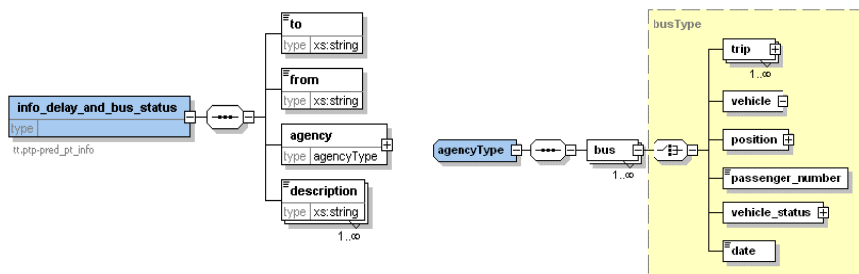 to
type xs:string
from
type xs:string
info_delay_and_bus_status
type
tt.ptp-pred_pt_info
agency
type agencyType
description
type xs:string
1..∞
agencyType
bus
1..∞
busType
trip
1..∞
vehicle
position
passenger_number
vehicle_status
date